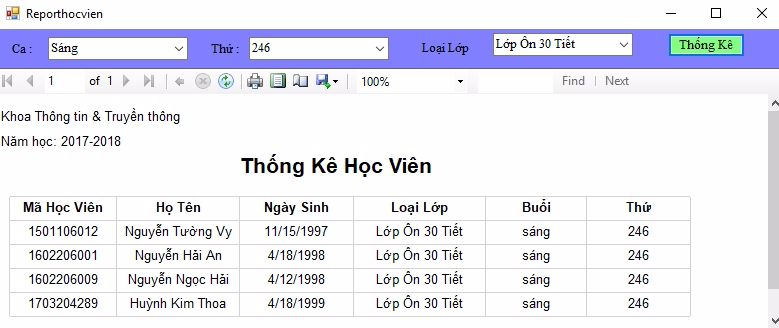 Reporthocvien
Ca : Sáng Thứ : 246 Loại Lớp Lớp Ôn 30 Tiết Thống Kê
1 of 1 100% Find | Next
Khoa Thông tin & Truyền thông
Năm học: 2017-2018
Thống Kê Học Viên
Mã Học Viên Họ Tên Ngày Sinh Loại Lớp Buổi Thứ
1501106012 Nguyễn Tường Vy 11/15/1997 Lớp Ôn 30 Tiết sáng 246
1602206001 Nguyễn Hải An 4/18/1998 Lớp Ôn 30 Tiết sáng 246
1602206009 Nguyễn Ngọc Hải 4/12/1998 Lớp Ôn 30 Tiết sáng 246
1703204289 Huỳnh Kim Thoa 4/18/1999 Lớp Ôn 30 Tiết sáng 246